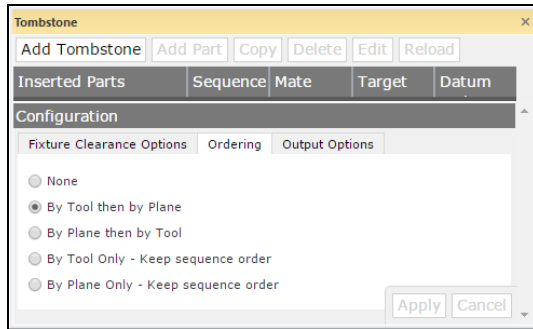 Tombstone
Add Tombstone Add Part Copy Delete Edit Reload
Inserted Parts Sequence Mate Target Datum
Configuration
Fixture Clearance Options Ordering Output Options
None
By Tool then by Plane
By Plane then by Tool
By Tool Only - Keep sequence order
By Plane Only - Keep sequence order
Apply Cancel